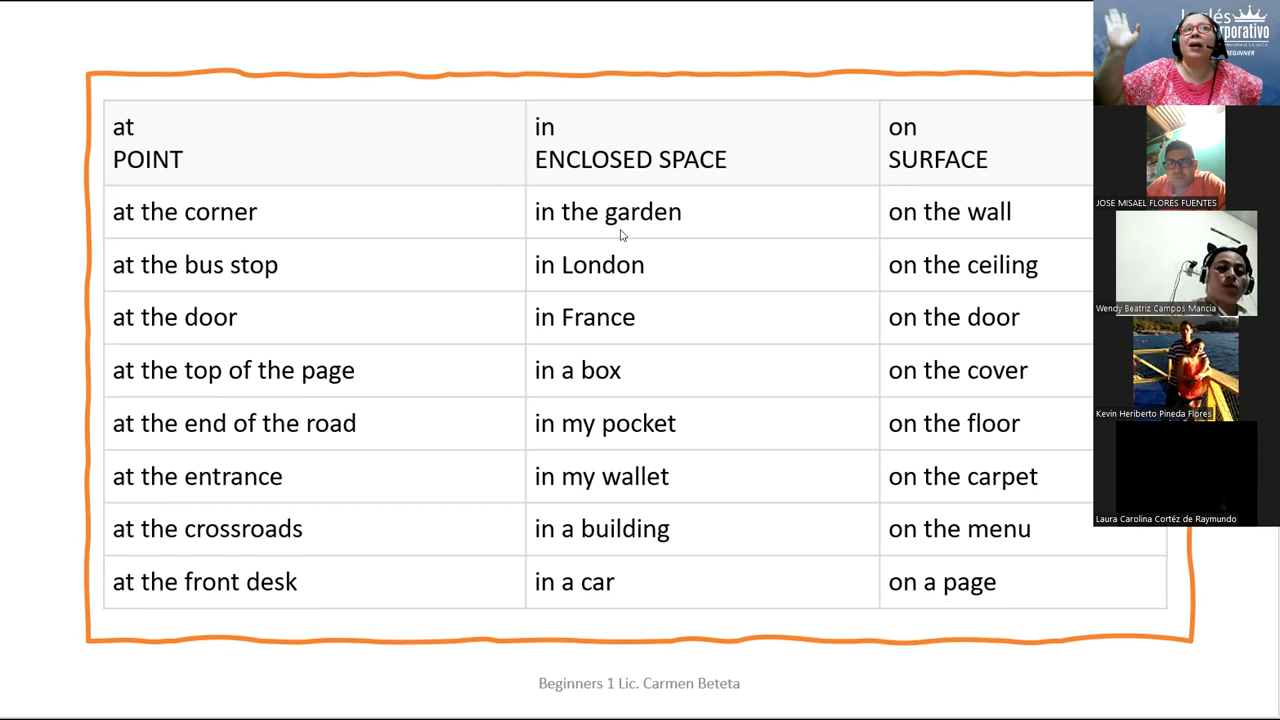 at
POINT
in
ENCLOSED SPACE
on
SURFACE
at the corner
in the garden
on the wall
at the bus stop
in London
on the ceiling
at the door
in France
on the door
at the top of the page
in a box
on the cover
at the end of the road
in my pocket
on the floor
at the entrance
in my wallet
on the carpet
at the crossroads
in a building
on the menu
at the front desk
in a car
on a page
Beginners 1 Lic. Carmen Beteta
BEGINNER
JOSE MISAEL FLORES FUENTES
Wendy Beatriz Campos Mancia
Kevin Heriberto Pineda Flores
Laura Carolina Cortéz de Raymundo